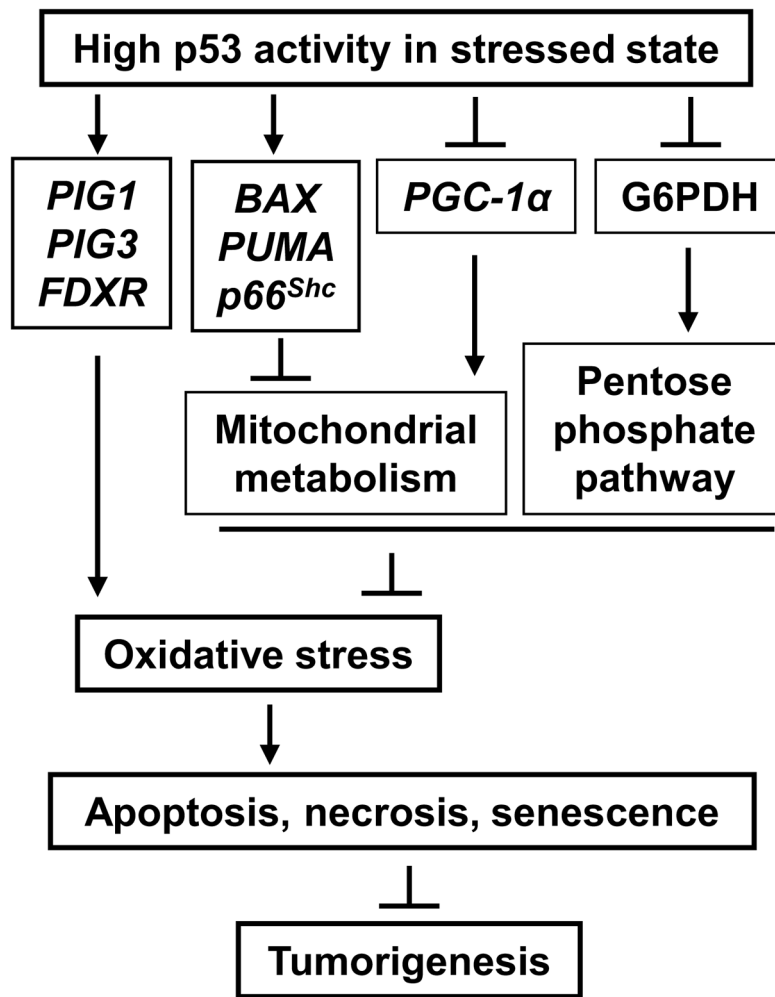 High p53 activity in stressed state
PIG1
PIG3
FDXR
BAX
PUMA
p66Shc
PGC-1α
G6PDH
Mitochondrial
metabolism
Pentose
phosphate
pathway
Oxidative stress
Apoptosis, necrosis, senescence
Tumorigenesis